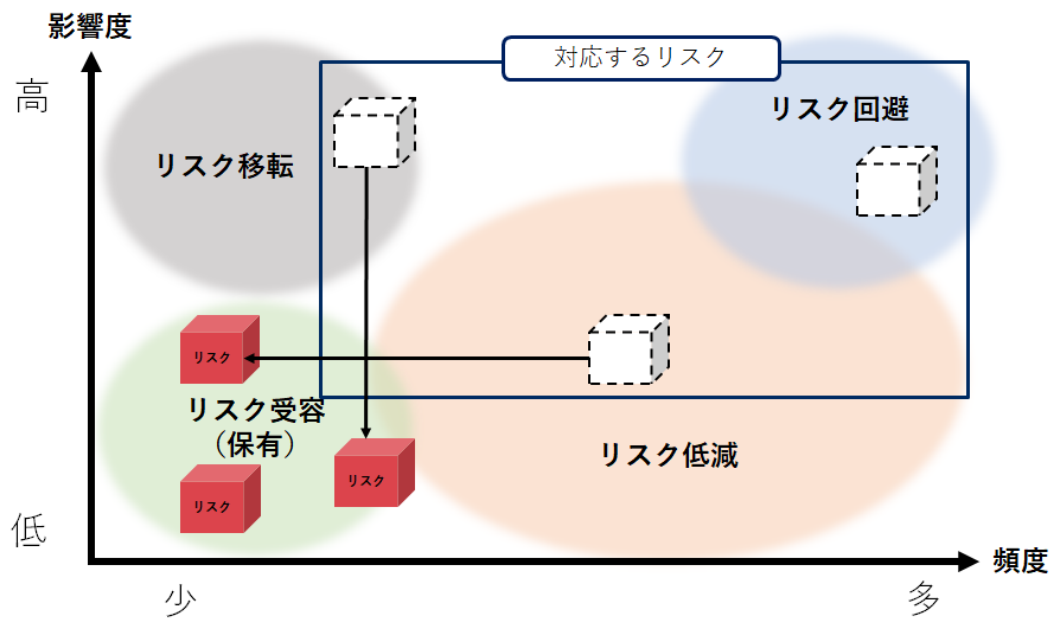 影響度
対応するリスク
高
リスク回避
リスク移転
リスク
リスク受容
（保有）
リスク低減
リスク
リスク
低
頻度
少
多